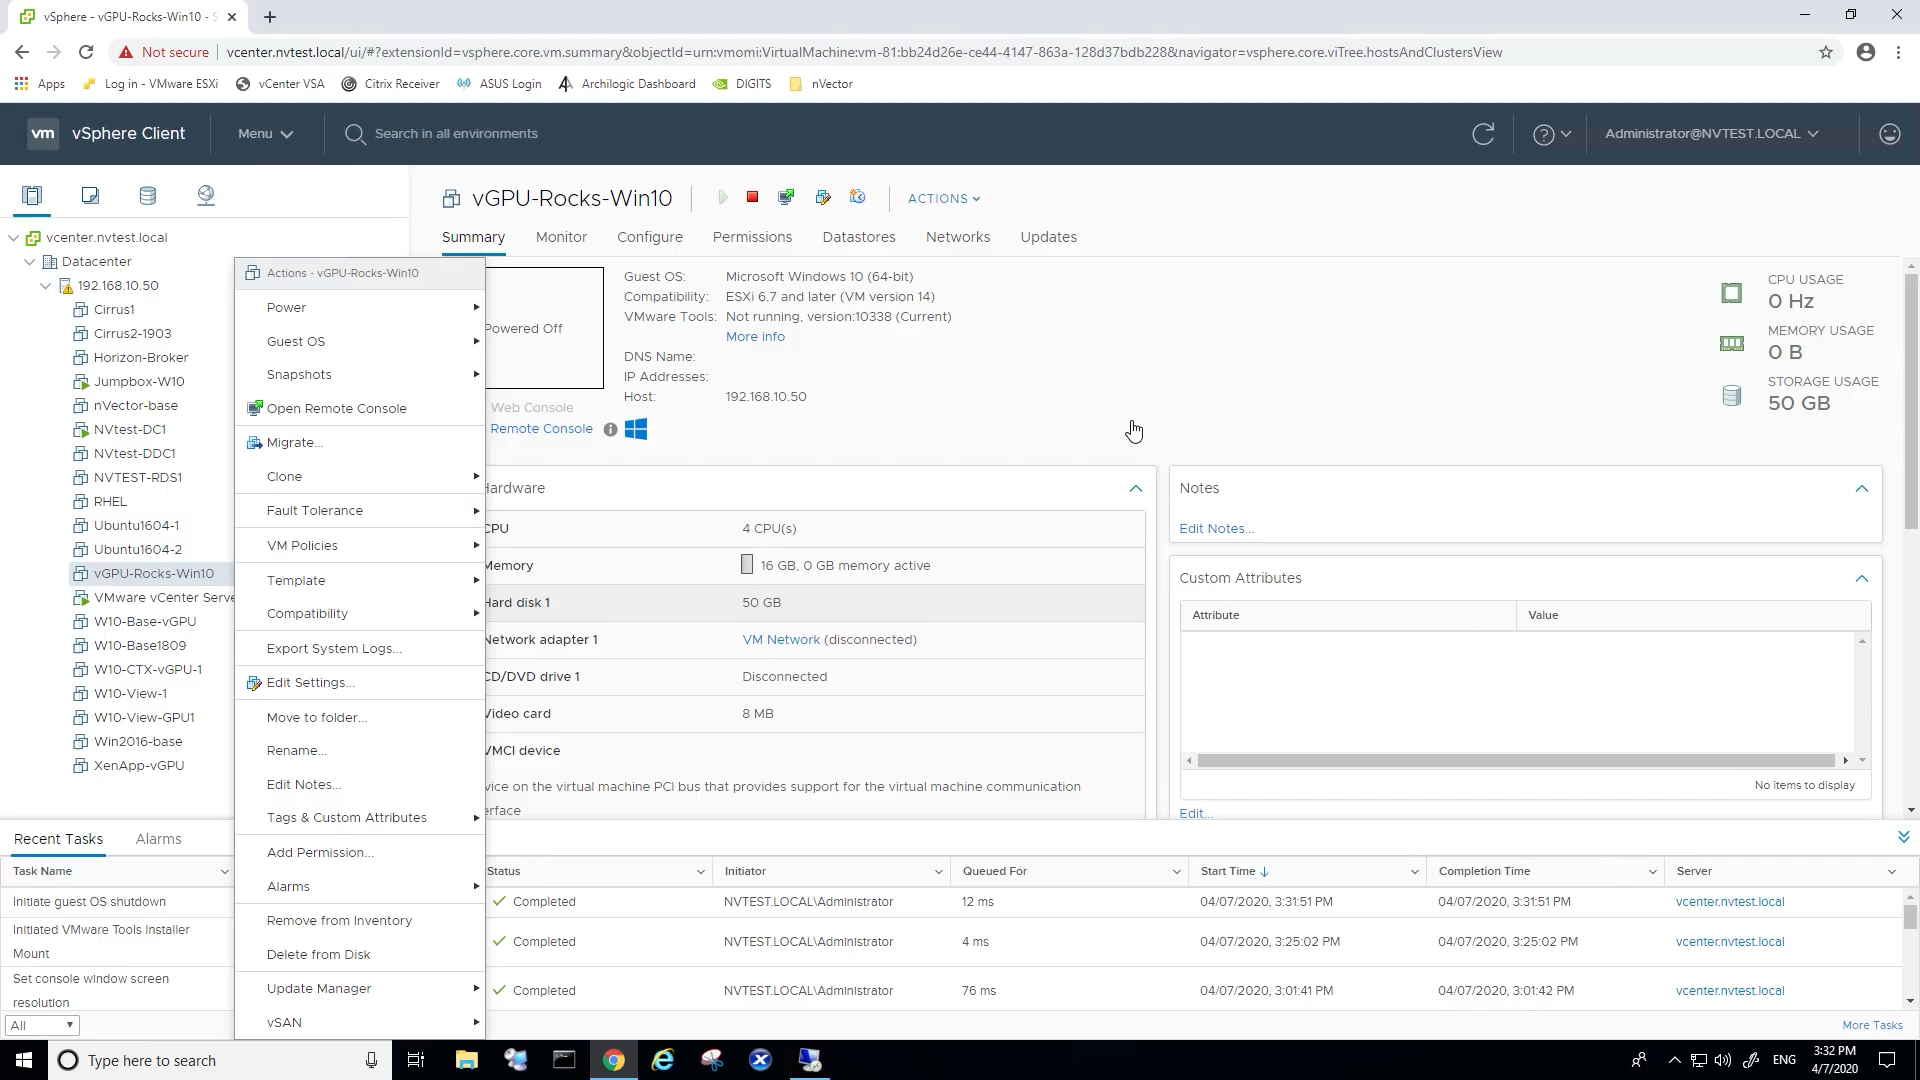 vSphere - vGPU-Rocks-Win10 - S
Not secure
vcenter.nvtest.local/ui/#?extensionId=vsphere.core.vm.summary&objectId=urn:vmomi:VirtualMachine:vm-81:bb24d26e-ce44-4147-863a-128d37bdb228&navigator=vsphere.core.viTree.hostsAndClustersView
Apps Log in - VMware ESXi vCenter VSA Citrix Receiver ASUS Login Archilogic Dashboard DIGITS nVector
vm vSphere Client Menu Search in all environments Administrator@NVTEST.LOCAL
vcenter.nvtest.local
Datacenter
192.168.10.50
Cirrus1
Cirrus2-1903
Horizon-Broker
Jumpbox-W10
nVector-base
NVtest-DC1
NVtest-DDC1
NVTEST-RDS1
RHEL
Ubuntu1604-1
Ubuntu1604-2
vGPU-Rocks-Win10
VMware vCenter Serve
W10-Base-vGPU
W10-Base1809
W10-CTX-vGPU-1
W10-View-1
W10-View-GPU1
Win2016-base
XenApp-vGPU
Actions - vGPU-Rocks-Win10
Power
Guest OS
Snapshots
Open Remote Console
Migrate...
Clone
Fault Tolerance
VM Policies
Template
Compatibility
Export System Logs...
Edit Settings...
Move to folder...
Rename...
Edit Notes...
Tags & Custom Attributes
Add Permission...
Alarms
Remove from Inventory
Delete from Disk
Update Manager
vSAN
vGPU-Rocks-Win10 ACTIONS
Summary Monitor Configure Permissions Datastores Networks Updates
Powered Off
Web Console
Remote Console
Guest OS: Microsoft Windows 10 (64-bit)
Compatibility: ESXi 6.7 and later (VM version 14)
VMware Tools: Not running, version:10338 (Current)
More info
DNS Name:
IP Addresses:
Host: 192.168.10.50
CPU USAGE
0 Hz
MEMORY USAGE
0 B
STORAGE USAGE
50 GB
Hardware
CPU 4 CPU(s)
Memory 16 GB, 0 GB memory active
Hard disk 1 50 GB
Network adapter 1 VM Network (disconnected)
CD/DVD drive 1 Disconnected
Video card 8 MB
VMCI device
vice on the virtual machine PCI bus that provides support for the virtual machine communication
erface
Notes
Edit Notes...
Custom Attributes
Attribute Value
No items to display
Edit...
Recent Tasks Alarms
Task Name Status Initiator Queued For Start Time Completion Time Server
Initiate guest OS shutdown Completed NVTEST.LOCAL\Administrator 12 ms 04/07/2020, 3:31:51 PM 04/07/2020, 3:31:51 PM vcenter.nvtest.local
Initiated VMware Tools Installer
Mount Completed NVTEST.LOCAL\Administrator 4 ms 04/07/2020, 3:25:02 PM 04/07/2020, 3:25:02 PM vcenter.nvtest.local
Set console window screen
resolution Completed NVTEST.LOCAL\Administrator 76 ms 04/07/2020, 3:01:41 PM 04/07/2020, 3:01:42 PM vcenter.nvtest.local
All More Tasks
Type here to search ENG 3:32 PM
4/7/2020